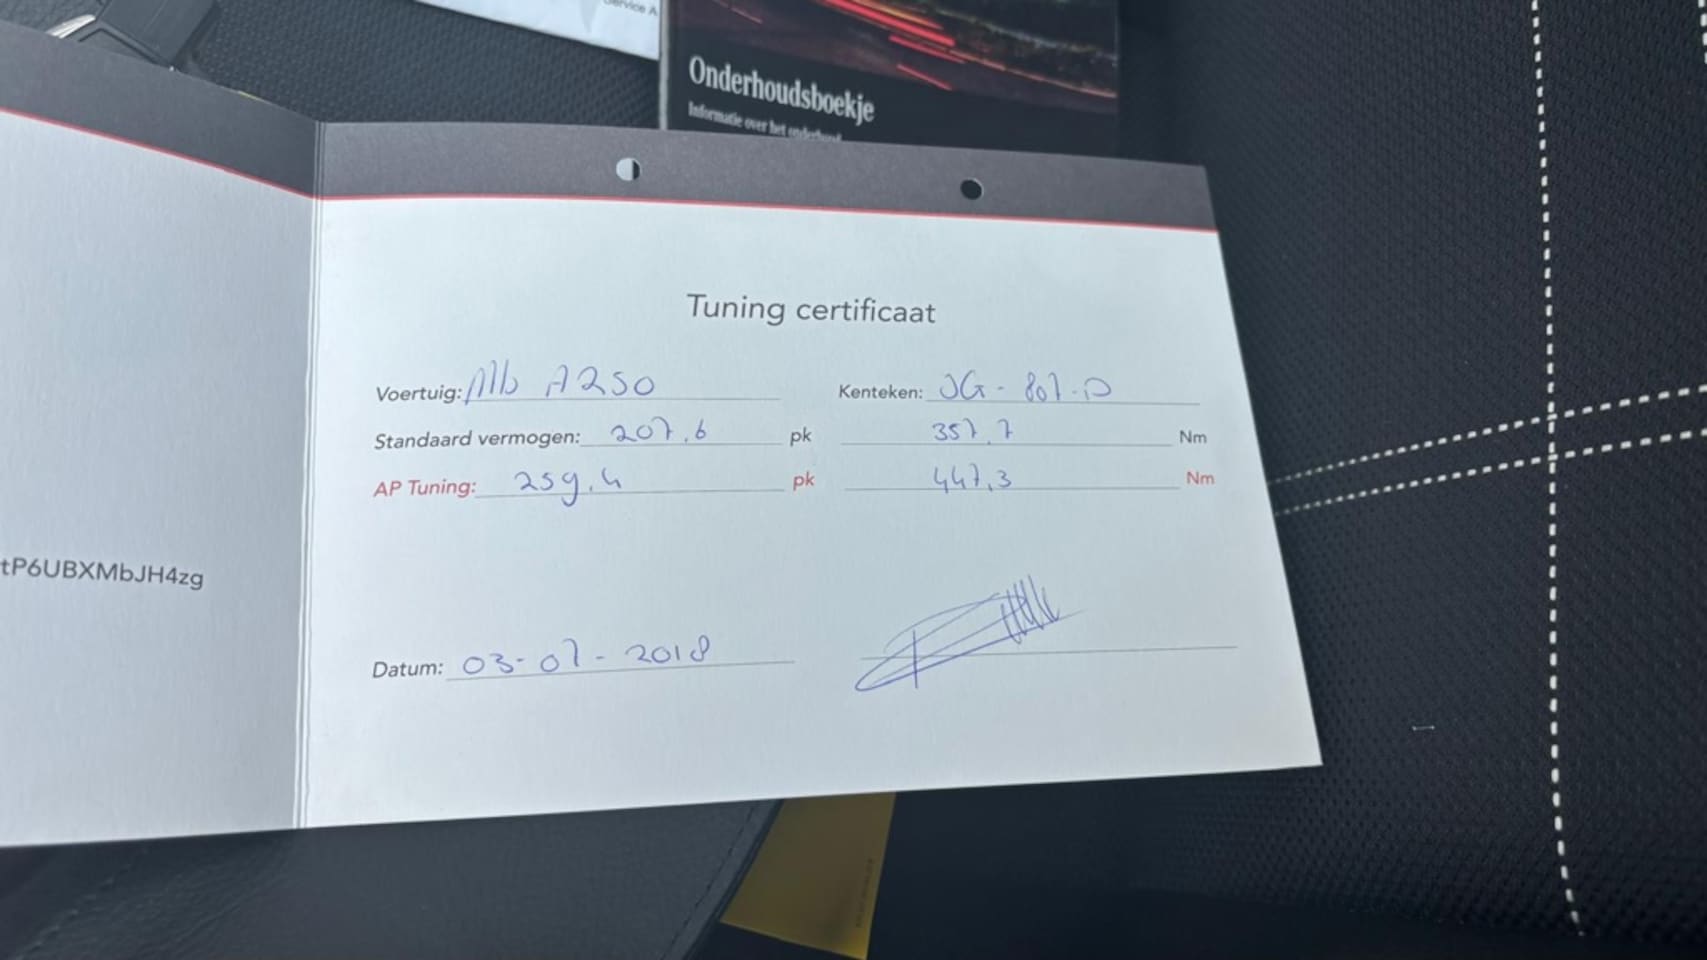 Service A
Onderhoudsboekje
Informatie over het onderhoud
Tuning certificaat
Voertuig: Mb A250 Kenteken: JG-807-D
Standaard vermogen: 207.6 pk 357.7 Nm
AP Tuning: 259.4 pk 447.3 Nm
tP6UBXMbJH4zg
Datum: 03-07-2018